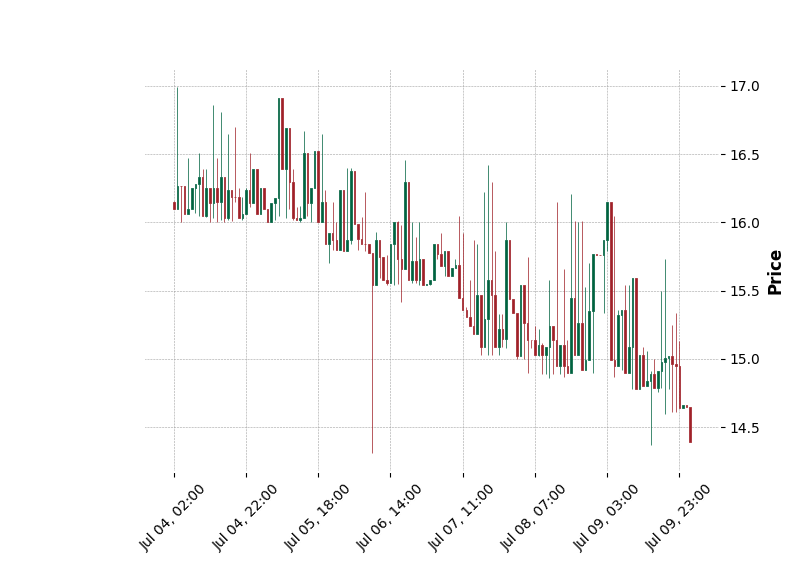 17.0
16.5
16.0
15.5
15.0
14.5
Price
Jul 04, 02:00
Jul 04, 22:00
Jul 05, 18:00
Jul 06, 14:00
Jul 07, 11:00
Jul 08, 07:00
Jul 09, 03:00
Jul 09, 23:00